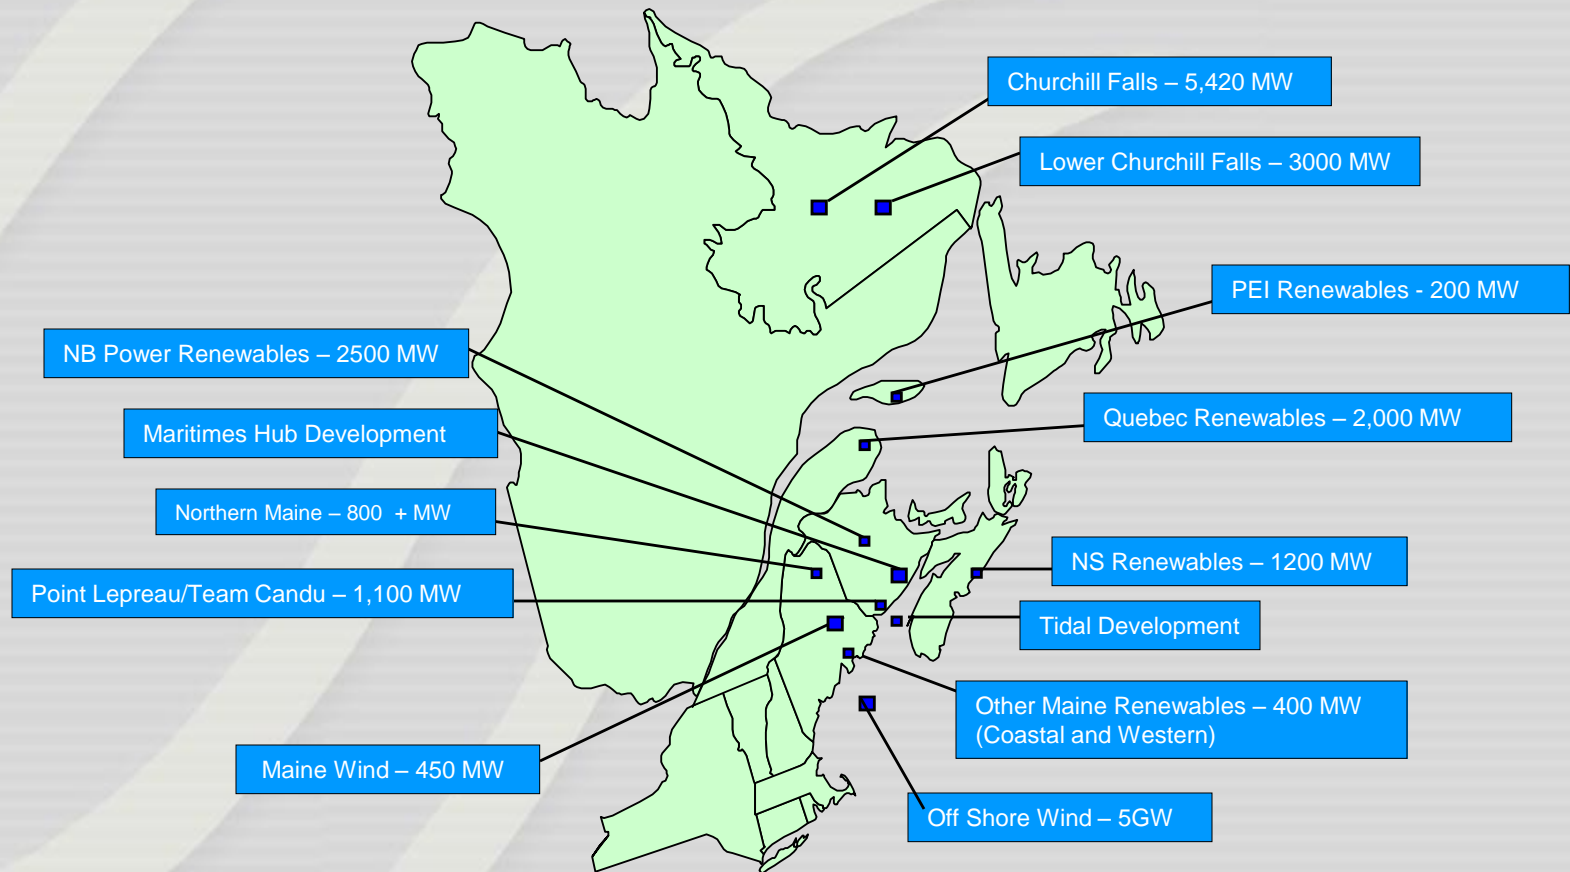 Churchill Falls – 5,420 MW
Lower Churchill Falls – 3000 MW
PEI Renewables - 200 MW
NB Power Renewables – 2500 MW
Quebec Renewables – 2,000 MW
Maritimes Hub Development
Northern Maine – 800 + MW
NS Renewables – 1200 MW
Point Lepreau/Team Candu – 1,100 MW
Tidal Development
Other Maine Renewables – 400 MW
(Coastal and Western)
Maine Wind – 450 MW
Off Shore Wind – 5GW